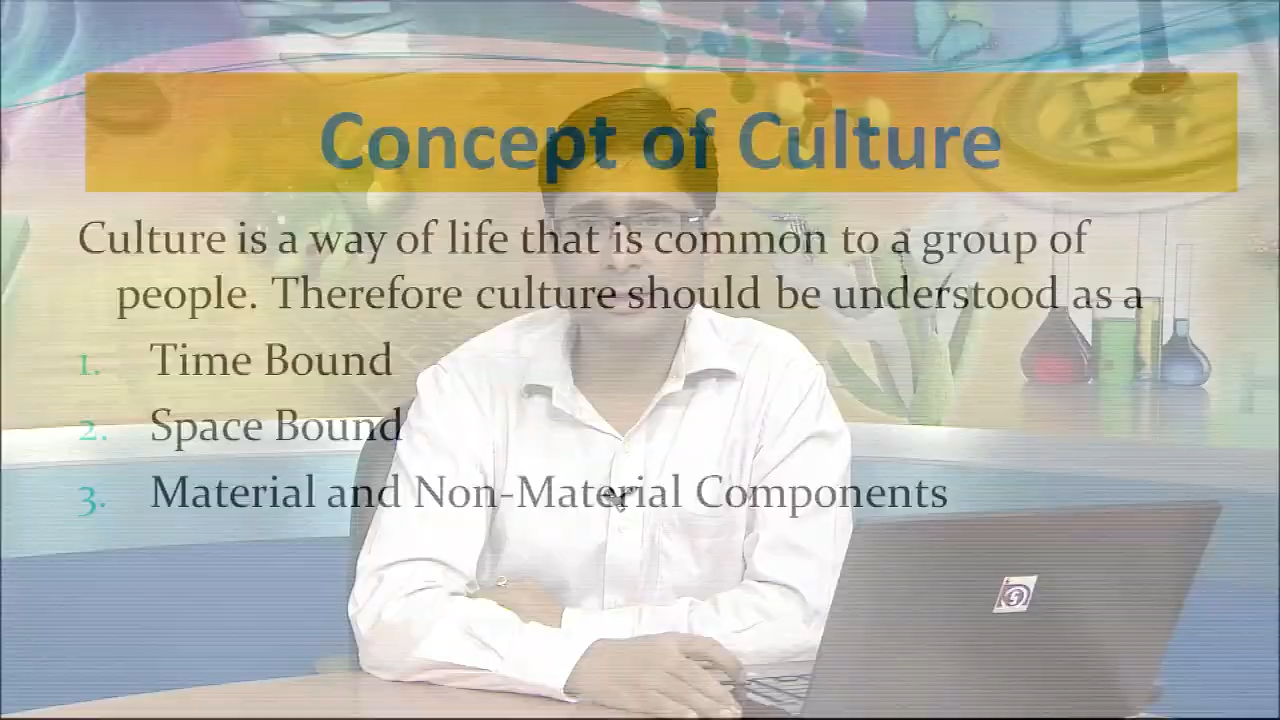 Concept of Culture
Culture is a way of life that is common to a group of
people. Therefore culture should be understood as a
1. Time Bound
2. Space Bound
3. Material and Non-Material Components